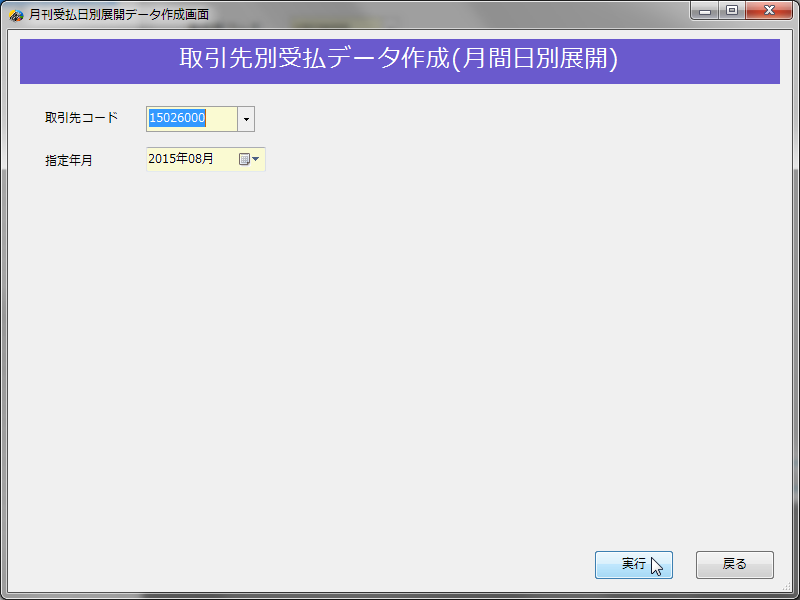 月刊受払日別展開データ作成画面
取引先別受払データ作成(月間日別展開)
取引先コード 15026000
指定年月 2015年08月
実行 戻る